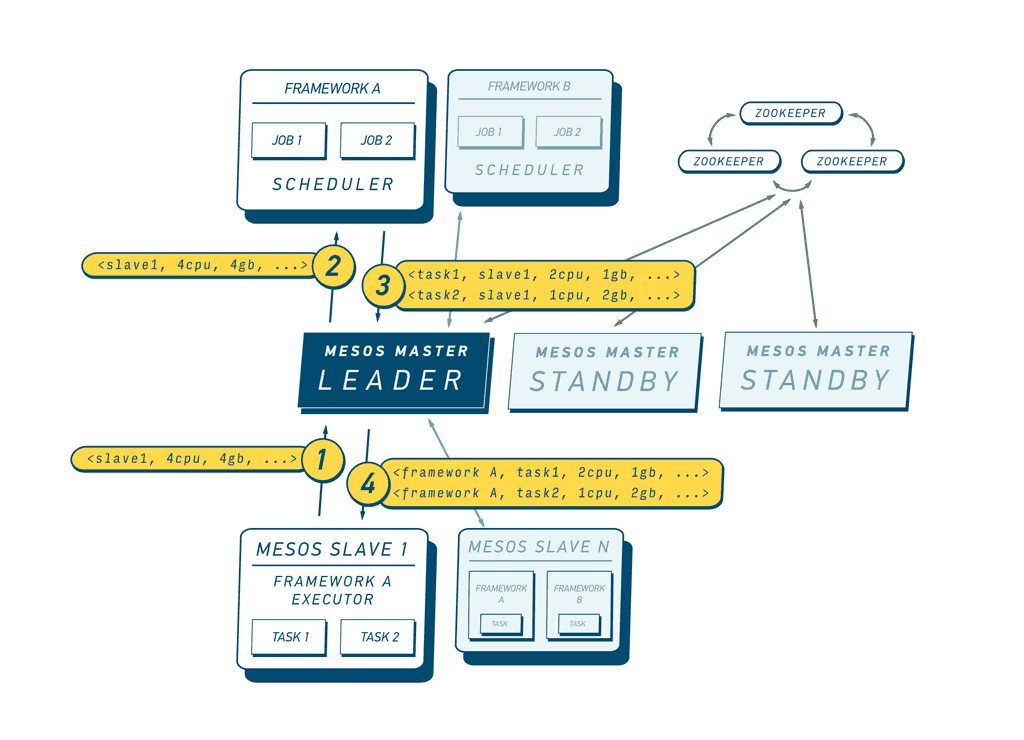 FRAMEWORK A
JOB 1
JOB 2
SCHEDULER
FRAMEWORK B
JOB 1
JOB 2
SCHEDULER
ZOOKEEPER
ZOOKEEPER
ZOOKEEPER
<slave1, 4cpu, 4gb, ...>
2
3
<task1, slave1, 2cpu, 1gb, ...>
<task2, slave1, 1cpu, 2gb, ...>
MESOS MASTER
LEADER
MESOS MASTER
STANDBY
MESOS MASTER
STANDBY
<slave1, 4cpu, 4gb, ...>
1
4
<framework A, task1, 2cpu, 1gb, ...>
<framework A, task2, 1cpu, 2gb, ...>
MESOS SLAVE 1
FRAMEWORK A
EXECUTOR
TASK 1
TASK 2
MESOS SLAVE N
FRAMEWORK
A
TASK
FRAMEWORK
B
TASK